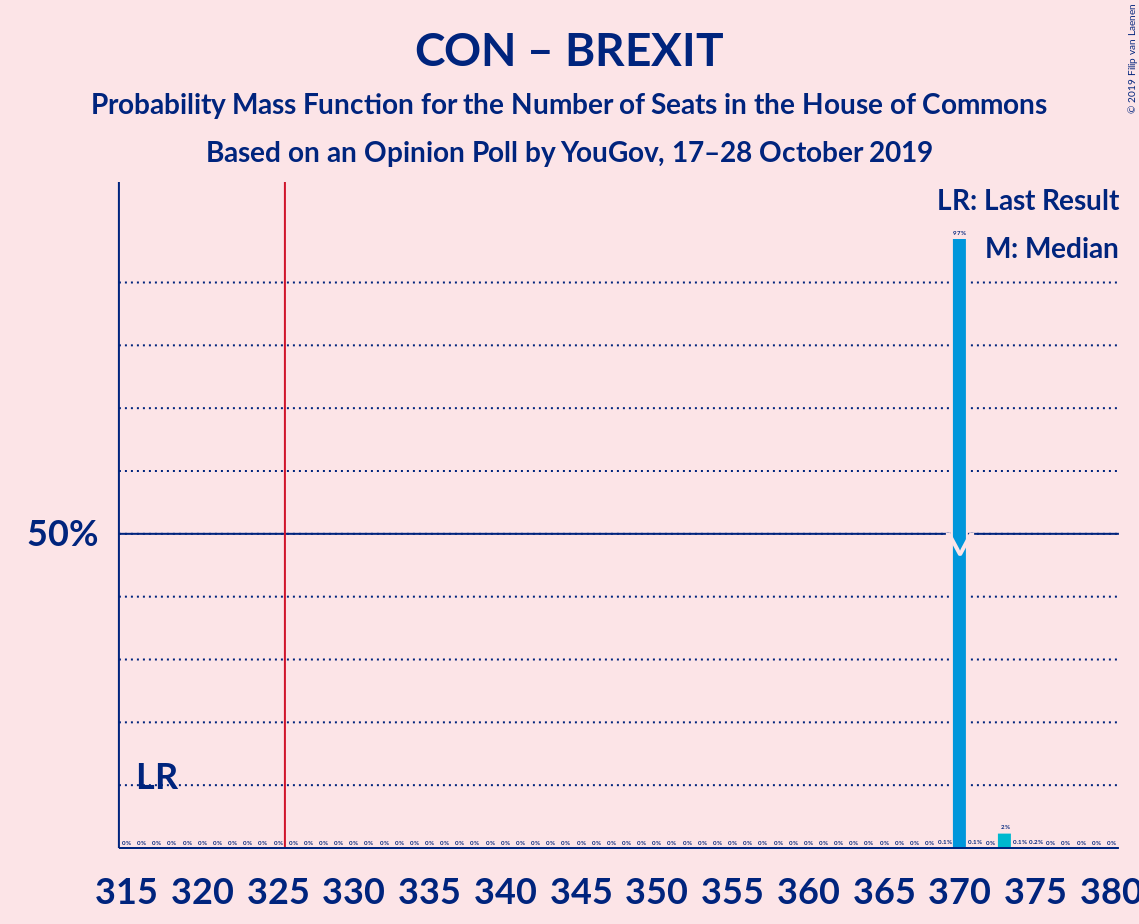 CON – BREXIT
Probability Mass Function for the Number of Seats in the House of Commons
Based on an Opinion Poll by YouGov, 17–28 October 2019
© 2019 Filip van Laenen
LR: Last Result
M: Median
97%
50%
M
LR
2%
0% 0% 0% 0% 0% 0% 0% 0% 0% 0% 0% 0% 0% 0% 0% 0% 0% 0% 0% 0% 0% 0% 0% 0% 0% 0% 0% 0% 0% 0% 0% 0% 0% 0% 0% 0% 0% 0% 0% 0% 0% 0% 0% 0% 0% 0% 0% 0% 0% 0% 0% 0% 0% 0% 0.1% 0.1% 0% 0.1% 0.2% 0% 0% 0% 0% 0%
315 320 325 330 335 340 345 350 355 360 365 370 375 380